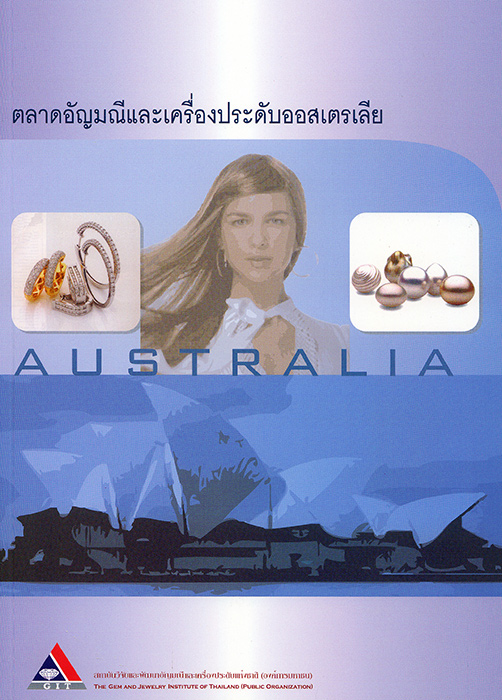 ตลาดอัญมณีและเครื่องประดับออสเตรเลีย
AUSTRALIA
GIT
สถาบันวิจัยและพัฒนาอัญมณีและเครื่องประดับแห่งชาติ (องค์การมหาชน)
THE GEM AND JEWELRY INSTITUTE OF THAILAND (PUBLIC ORGANIZATION)